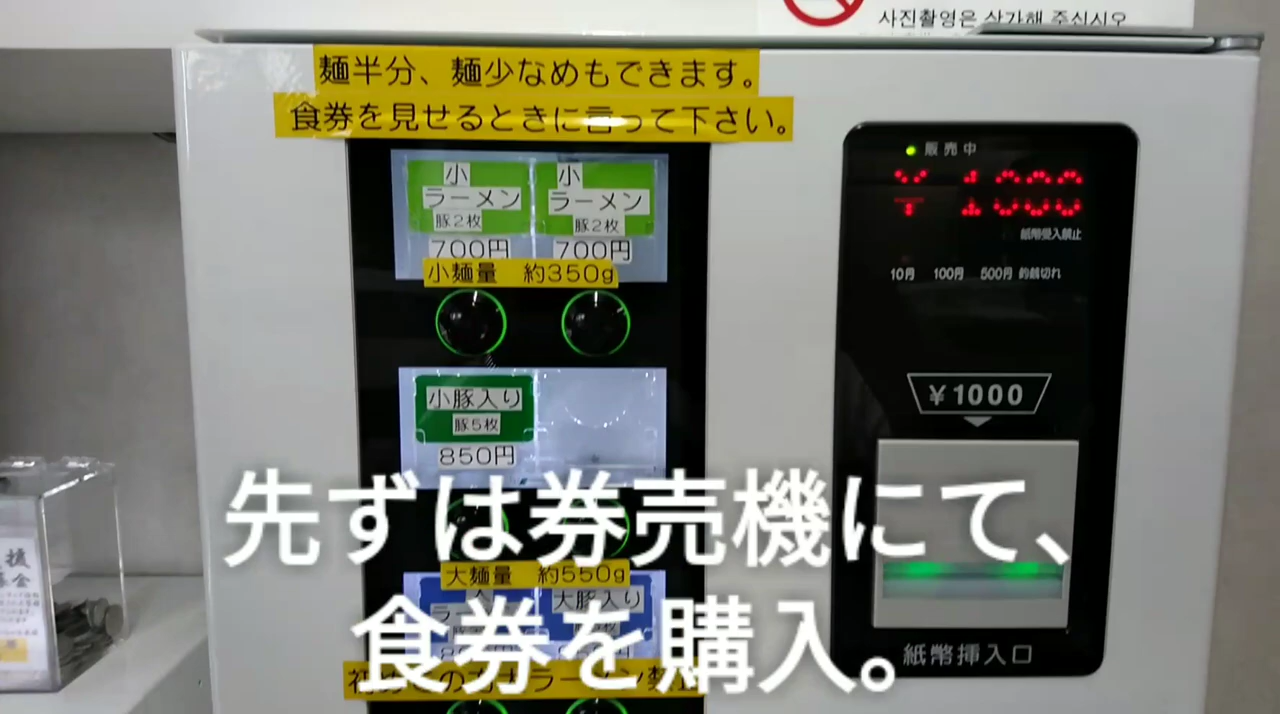 사진촬영은 삼가해 주십시오
麺半分、麺少なめもできます。
食券を見せるときに言って下さい。
小
ラーメン
豚2枚
700円
小
ラーメン
豚2枚
700円
小麺量 約350g
小豚入り
豚5枚
850円
大麺量 約550g
大豚入り
販売中
¥1000
紙幣受入禁止
10円 100円 500円 釣銭切れ
¥1000
紙幣挿入口
先ずは券売機にて、
食券を購入。